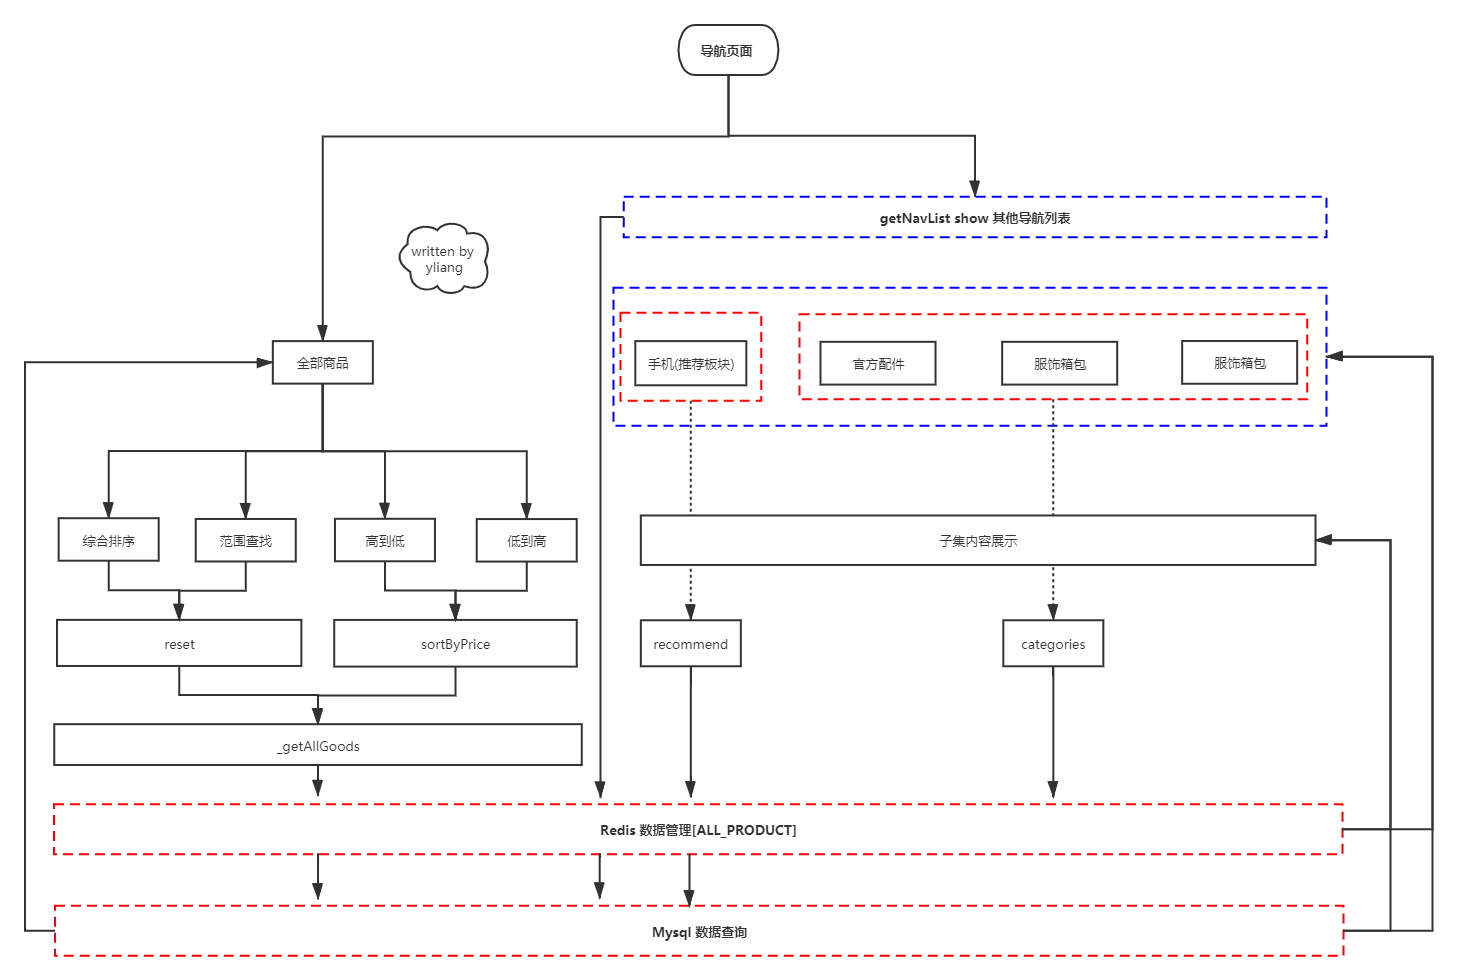 导航页面
getNavList show 其他导航列表
written by
yliang
全部商品
手机(推荐板块)
官方配件
服饰箱包
服饰箱包
综合排序
范围查找
高到低
低到高
子集内容展示
reset
sortByPrice
recommend
categories
_getAllGoods
Redis 数据管理[ALL_PRODUCT]
Mysql 数据查询